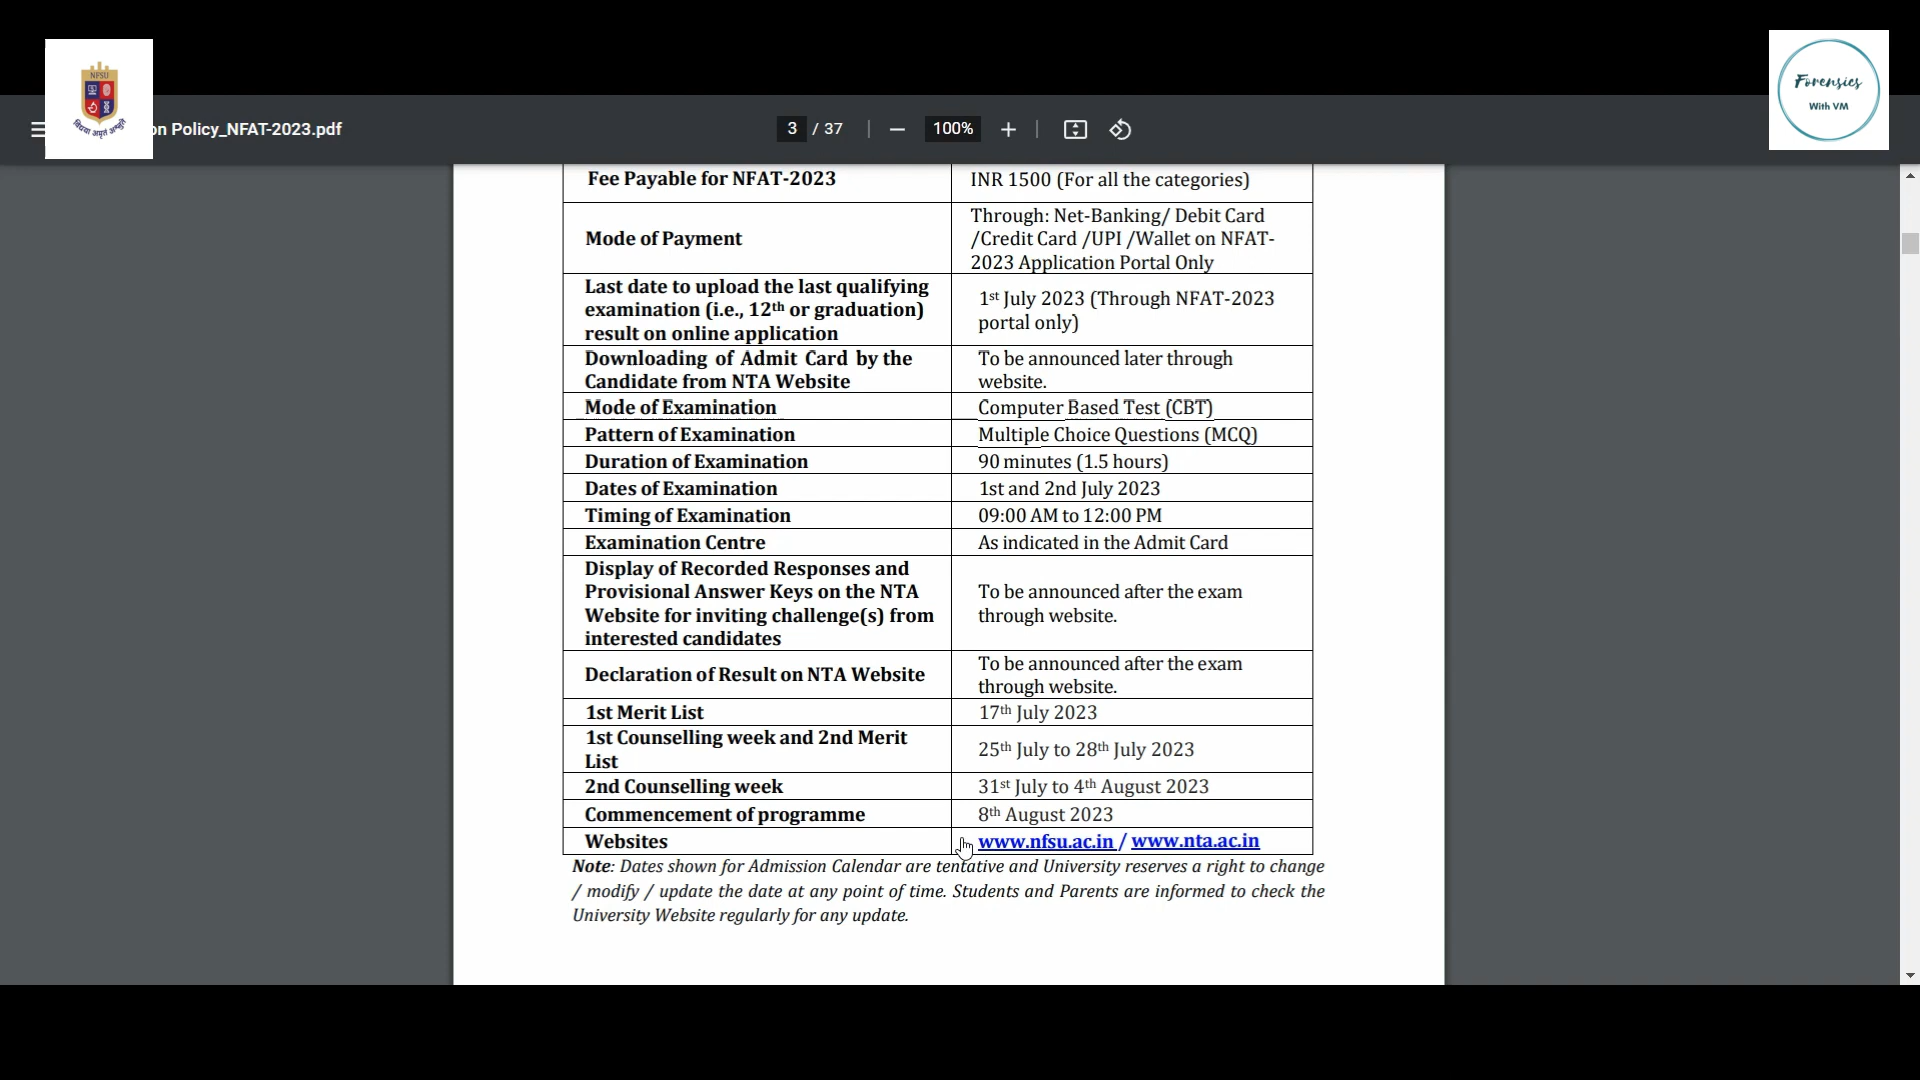 NFSU
विद्यया अमृतं अश्नुते
Forensics
With VM
on Policy_NFAT-2023.pdf
3 / 37
100%
Fee Payable for NFAT-2023
INR 1500 (For all the categories)
Mode of Payment
Through: Net-Banking/ Debit Card
/Credit Card /UPI /Wallet on NFAT-
2023 Application Portal Only
Last date to upload the last qualifying
examination (i.e., 12th or graduation)
result on online application
1st July 2023 (Through NFAT-2023
portal only)
Downloading of Admit Card by the
Candidate from NTA Website
To be announced later through
website.
Mode of Examination
Computer Based Test (CBT)
Pattern of Examination
Multiple Choice Questions (MCQ)
Duration of Examination
90 minutes (1.5 hours)
Dates of Examination
1st and 2nd July 2023
Timing of Examination
09:00 AM to 12:00 PM
Examination Centre
As indicated in the Admit Card
Display of Recorded Responses and
Provisional Answer Keys on the NTA
Website for inviting challenge(s) from
interested candidates
To be announced after the exam
through website.
Declaration of Result on NTA Website
To be announced after the exam
through website.
1st Merit List
17th July 2023
1st Counselling week and 2nd Merit
List
25th July to 28th July 2023
2nd Counselling week
31st July to 4th August 2023
Commencement of programme
8th August 2023
Websites
www.nfsu.ac.in / www.nta.ac.in
Note: Dates shown for Admission Calendar are tentative and University reserves a right to change
/ modify / update the date at any point of time. Students and Parents are informed to check the
University Website regularly for any update.